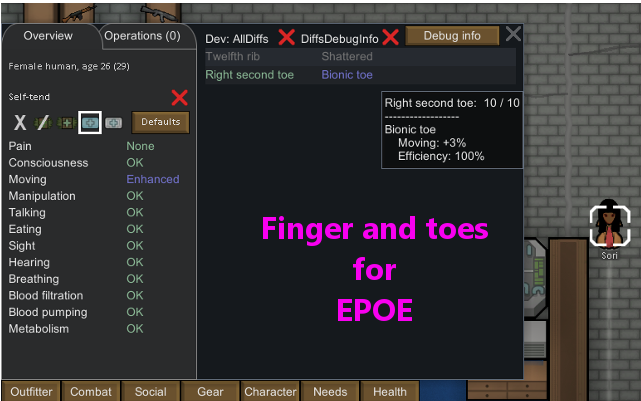 Overview
Operations (0)
Female human, age 26 (29)
Self-tend
Defaults
Pain None
Consciousness OK
Moving Enhanced
Manipulation OK
Talking OK
Eating OK
Sight OK
Hearing OK
Breathing OK
Blood filtration OK
Blood pumping OK
Metabolism OK
Dev: AllDiffs DiffsDebugInfo Debug info
Twelfth rib Shattered
Right second toe Bionic toe
Right second toe: 10 / 10
------------------
Bionic toe
Moving: +3%
Efficiency: 100%
Finger and toes
for
EPOE
Sori
Outfitter Combat Social Gear Character Needs Health